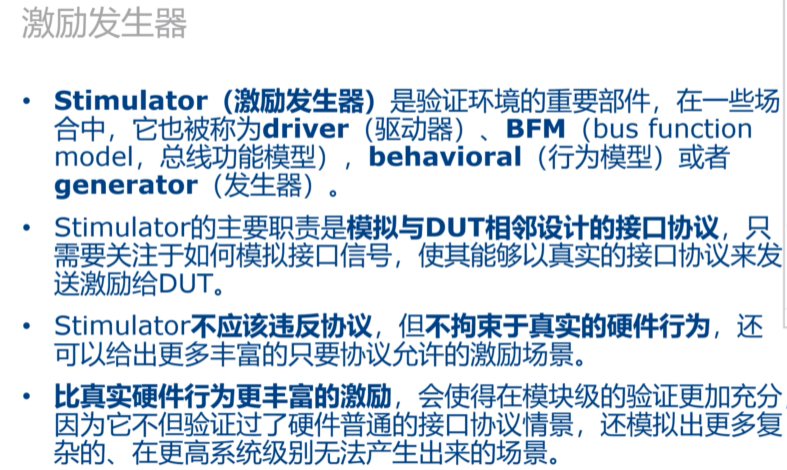 激励发生器
• Stimulator（激励发生器）是验证环境的重要部件，在一些场
合中，它也被称为driver（驱动器）、BFM（bus function
model，总线功能模型），behavioral（行为模型）或者
generator（发生器）。
• Stimulator的主要职责是模拟与DUT相邻设计的接口协议，只
需要关注于如何模拟接口信号，使其能够以真实的接口协议来发
送激励给DUT。
• Stimulator不应该违反协议，但不拘束于真实的硬件行为，还
可以给出更多丰富的只要协议允许的激励场景。
• 比真实硬件行为更丰富的激励，会使得在模块级的验证更加充分，
因为它不但验证过了硬件普通的接口协议情景，还模拟出更多复
杂的、在更高系统级别无法产生出来的场景。